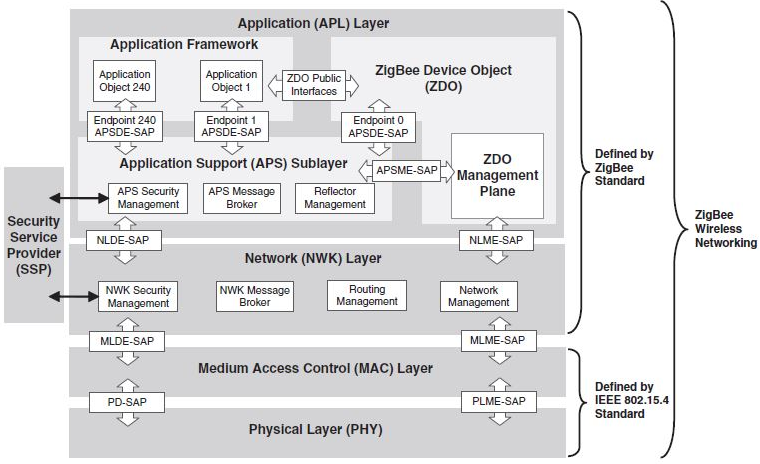 Application (APL) Layer
Application Framework
Application
Object 240
Application
Object 1
ZDO Public
Interfaces
ZigBee Device Object
(ZDO)
Endpoint 240
APSDE-SAP
Endpoint 1
APSDE-SAP
Endpoint 0
APSDE-SAP
Application Support (APS) Sublayer
APSME-SAP
ZDO
Management
Plane
APS Security
Management
APS Message
Broker
Reflector
Management
Security
Service
Provider
(SSP)
NLDE-SAP
NLME-SAP
Network (NWK) Layer
NWK Security
Management
NWK Message
Broker
Routing
Management
Network
Management
MLDE-SAP
MLME-SAP
Medium Access Control (MAC) Layer
PD-SAP
PLME-SAP
Physical Layer (PHY)
Defined by
ZigBee
Standard
Defined by
IEEE 802.15.4
Standard
ZigBee
Wireless
Networking